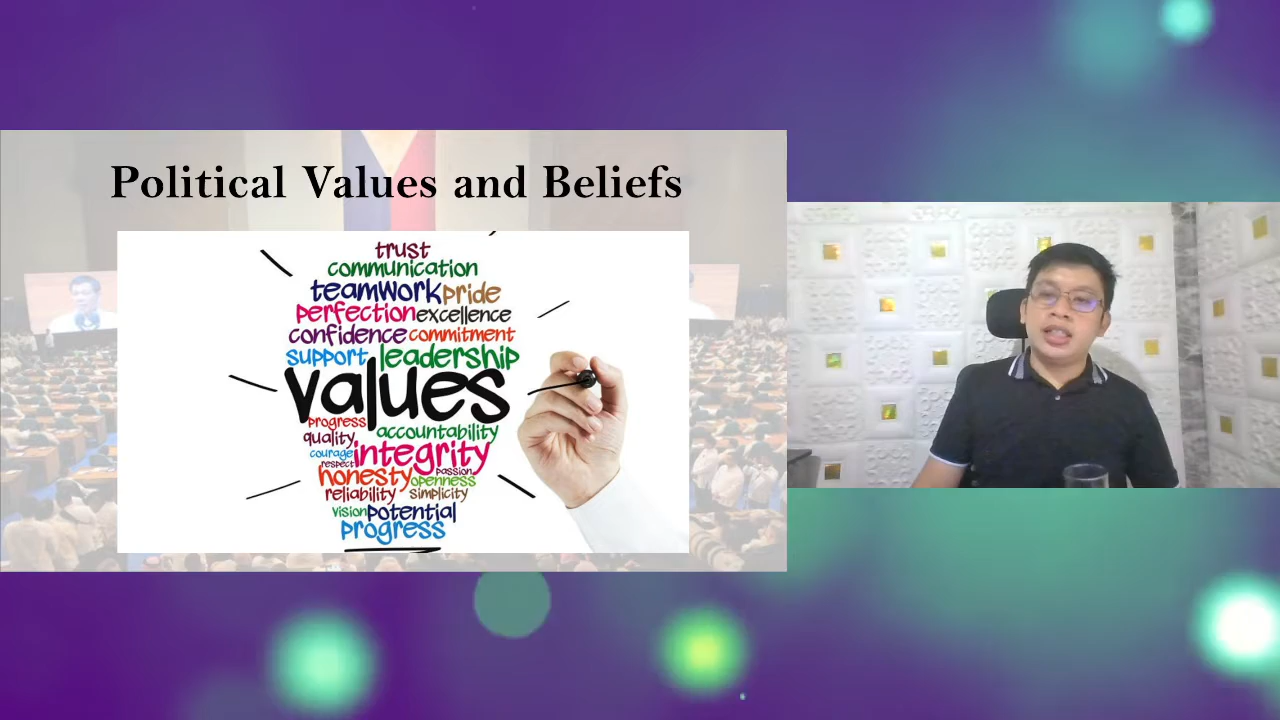 Political Values and Beliefs
trust
communication
teamwork pride
perfection excellence
confidence commitment
support leadership
values
progress
accountability
quality
courage
integrity
respect
honesty
passion
openness
reliability simplicity
vision potential
progress